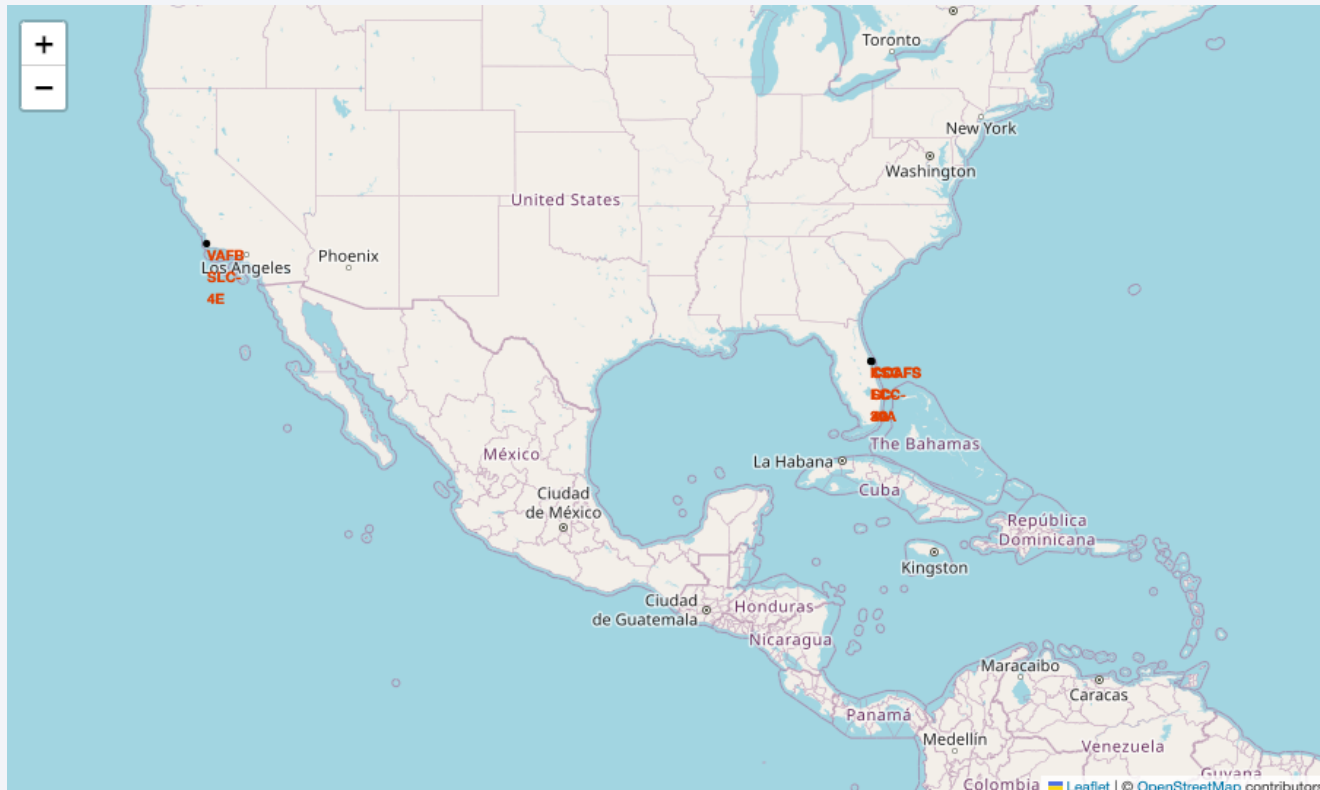 +
−
Toronto
New York
Washington
United States
VAFB
SLC-
4E
Los Angeles
Phoenix
The Bahamas
La Habana
México
Cuba
Ciudad
de México
República
Dominicana
Kingston
Ciudad
de Guatemala
Honduras
Nicaragua
Maracaibo
Caracas
Panamá
Medellín
Venezuela
Guyana
Colombia
Leaflet | © OpenStreetMap contributors